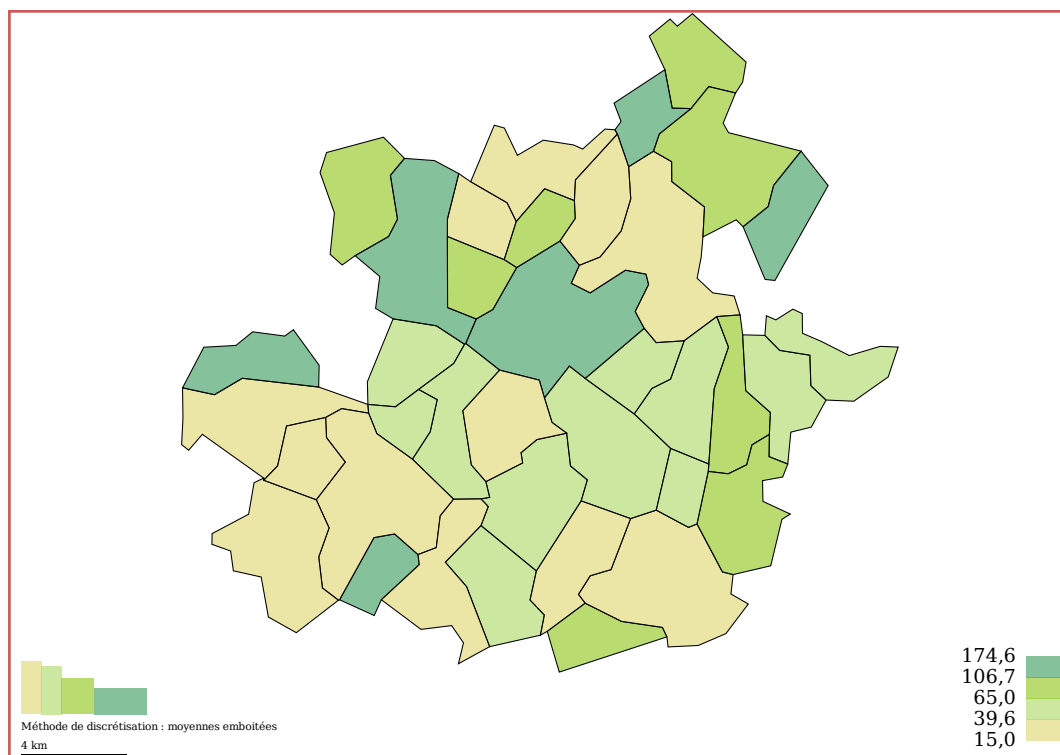 174,6
106,7
65,0
39,6
15,0
Méthode de discrétisation : moyennes emboitées
4 km